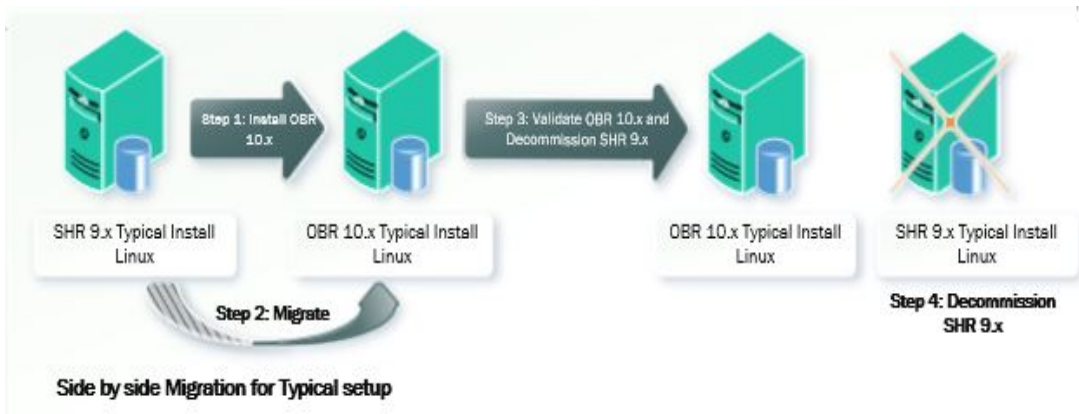 Step 1: Install OBR
10.x
Step 3: Validate OBR 10.x and
Decommission SHR 9.x
SHR 9.x Typical Install
Linux
OBR 10.x Typical Install
Linux
OBR 10.x Typical Install
Linux
SHR 9.x Typical Install
Linux
Step 2: Migrate
Step 4: Decommission
SHR 9.x
Side by side Migration for Typical setup